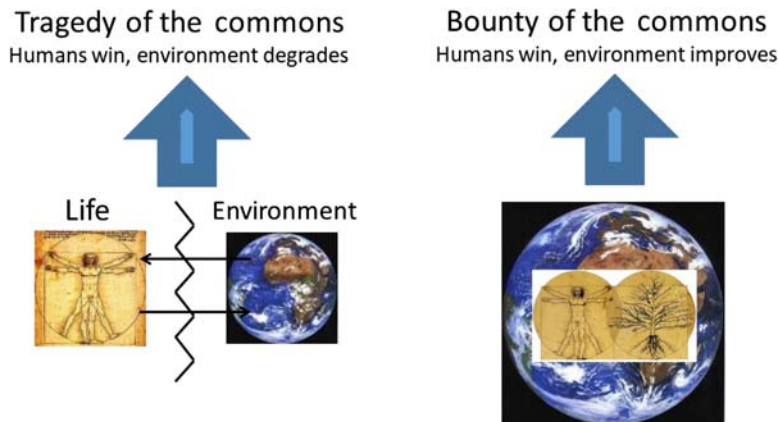 Tragedy of the commons
Humans win, environment degrades
Life
Environment
Bounty of the commons
Humans win, environment improves